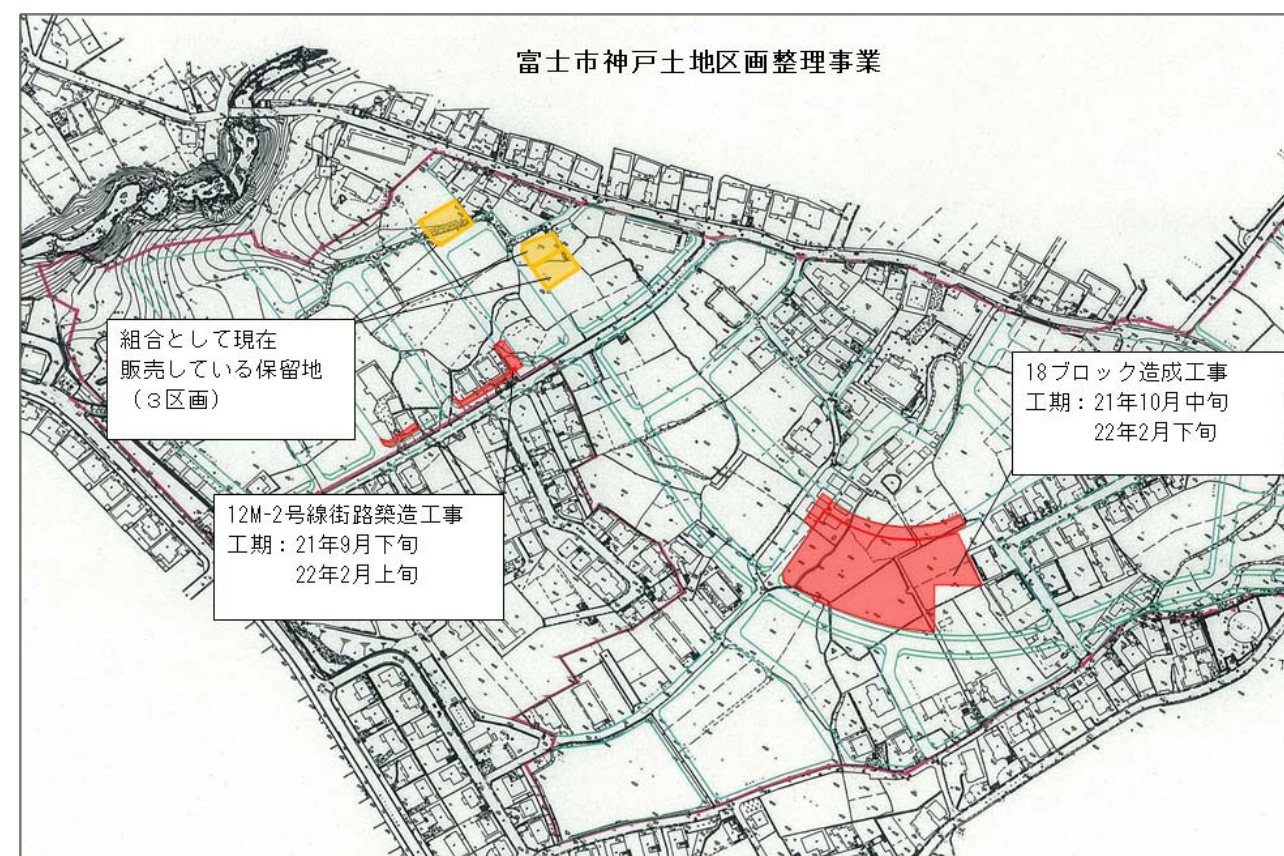 富士市神戸土地区画整理事業
組合として現在
販売している保留地
（３区画）
12M-2号線街路築造工事
工期：21年9月下旬
22年2月上旬
18ブロック造成工事
工期：21年10月中旬
22年2月下旬